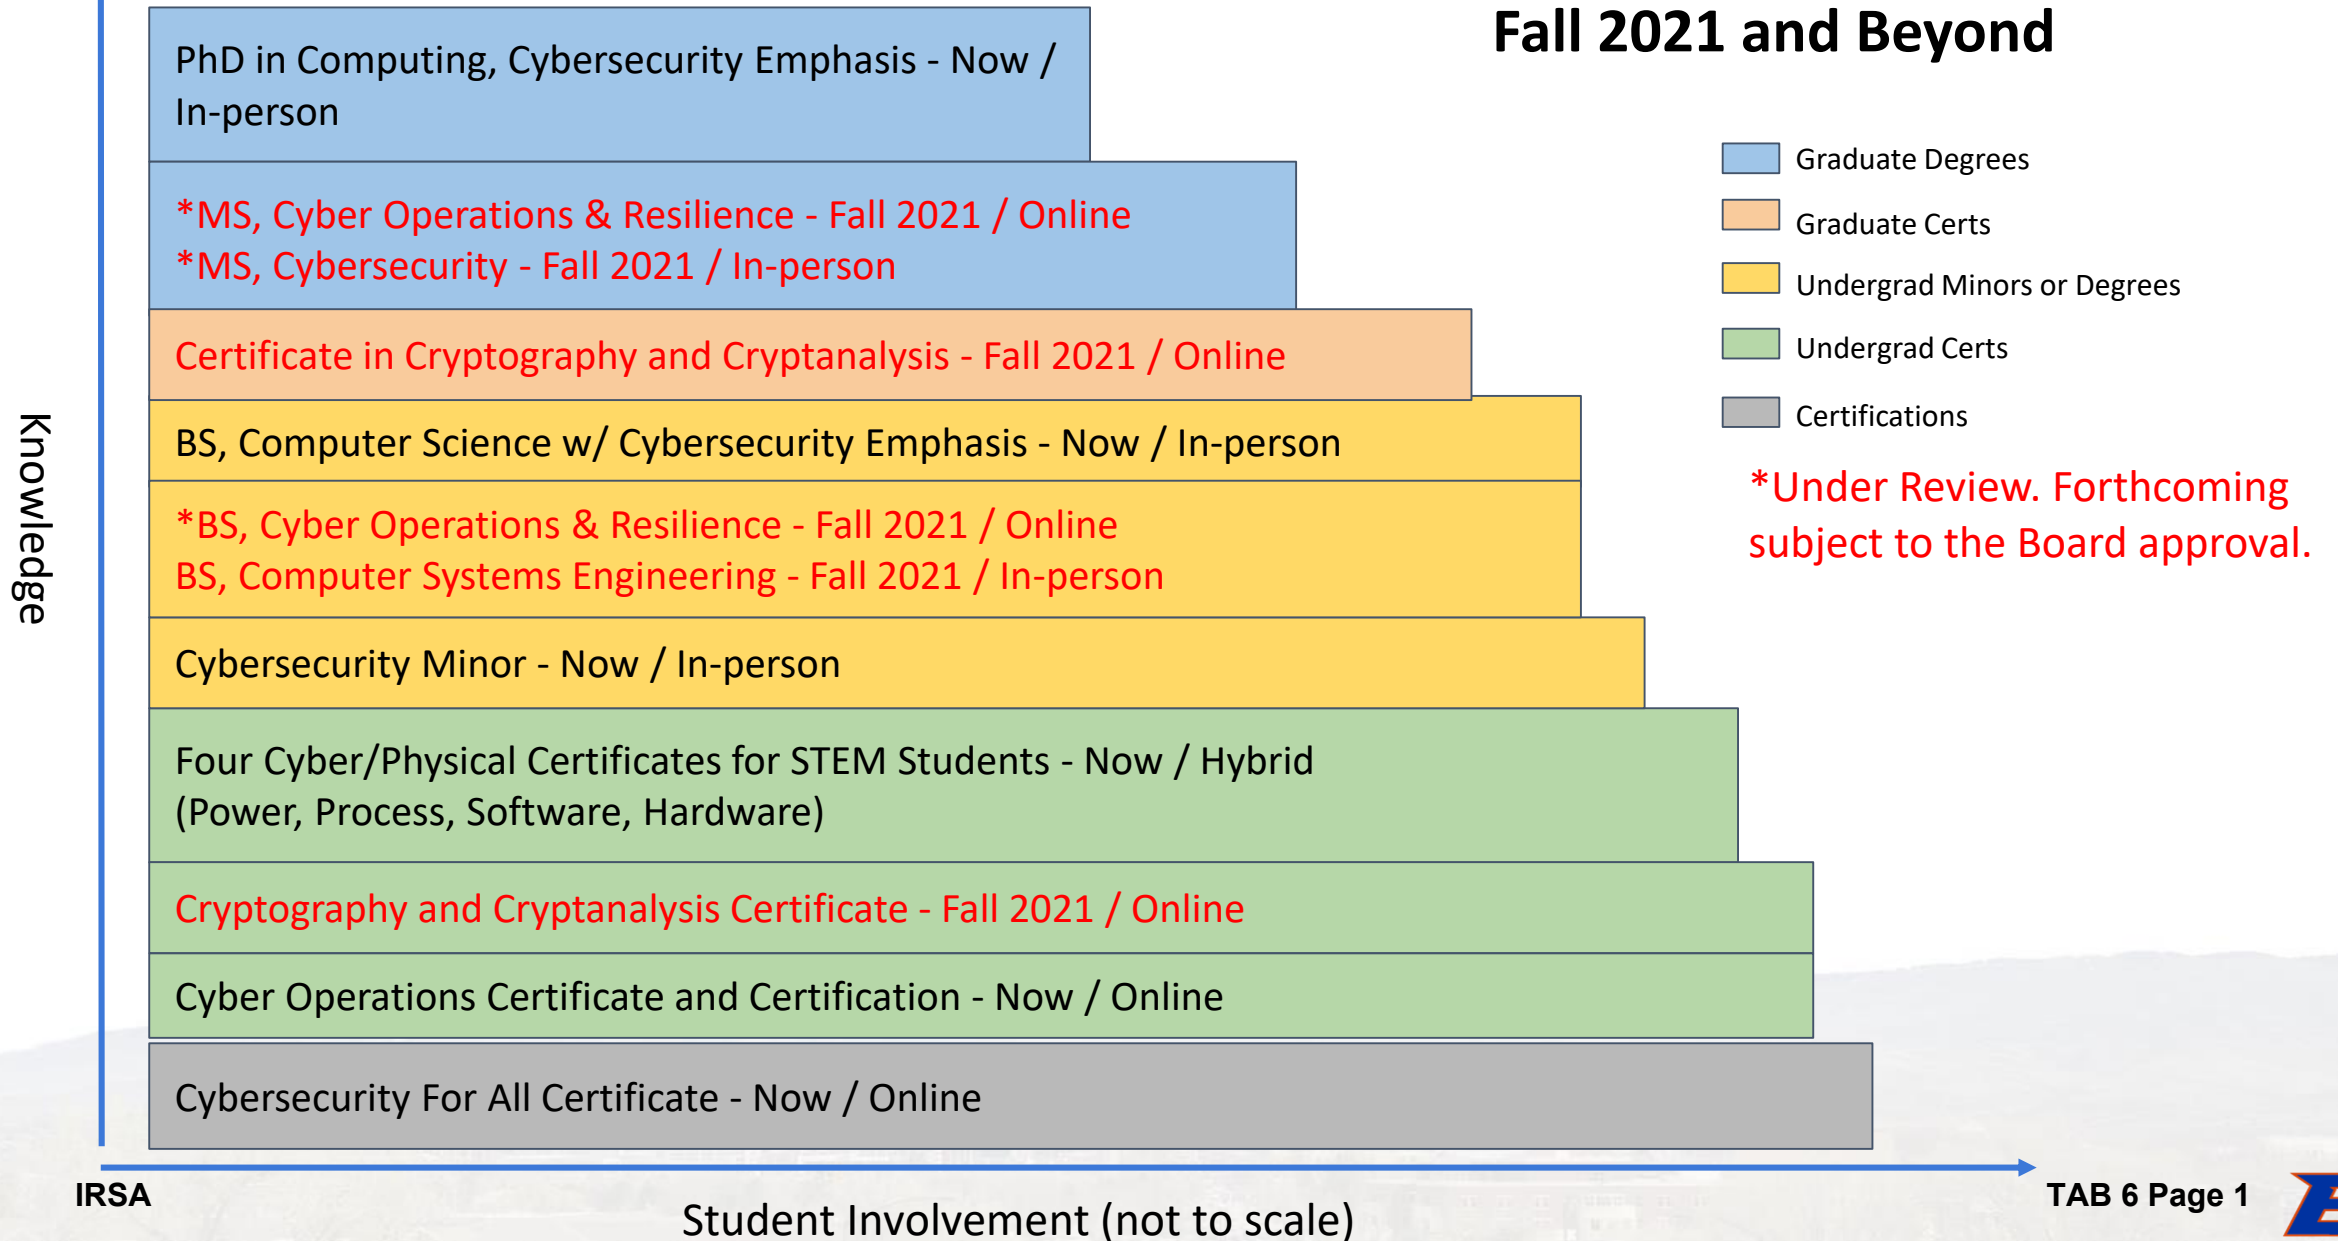 Fall 2021 and Beyond
PhD in Computing, Cybersecurity Emphasis - Now /
In-person
*MS, Cyber Operations & Resilience - Fall 2021 / Online
*MS, Cybersecurity - Fall 2021 / In-person
Certificate in Cryptography and Cryptanalysis - Fall 2021 / Online
BS, Computer Science w/ Cybersecurity Emphasis - Now / In-person
*BS, Cyber Operations & Resilience - Fall 2021 / Online
BS, Computer Systems Engineering - Fall 2021 / In-person
Cybersecurity Minor - Now / In-person
Four Cyber/Physical Certificates for STEM Students - Now / Hybrid
(Power, Process, Software, Hardware)
Cryptography and Cryptanalysis Certificate - Fall 2021 / Online
Cyber Operations Certificate and Certification - Now / Online
Cybersecurity For All Certificate - Now / Online
Graduate Degrees
Graduate Certs
Undergrad Minors or Degrees
Undergrad Certs
Certifications
*Under Review. Forthcoming
subject to the Board approval.
Knowledge
Student Involvement (not to scale)
IRSA
TAB 6 Page 1